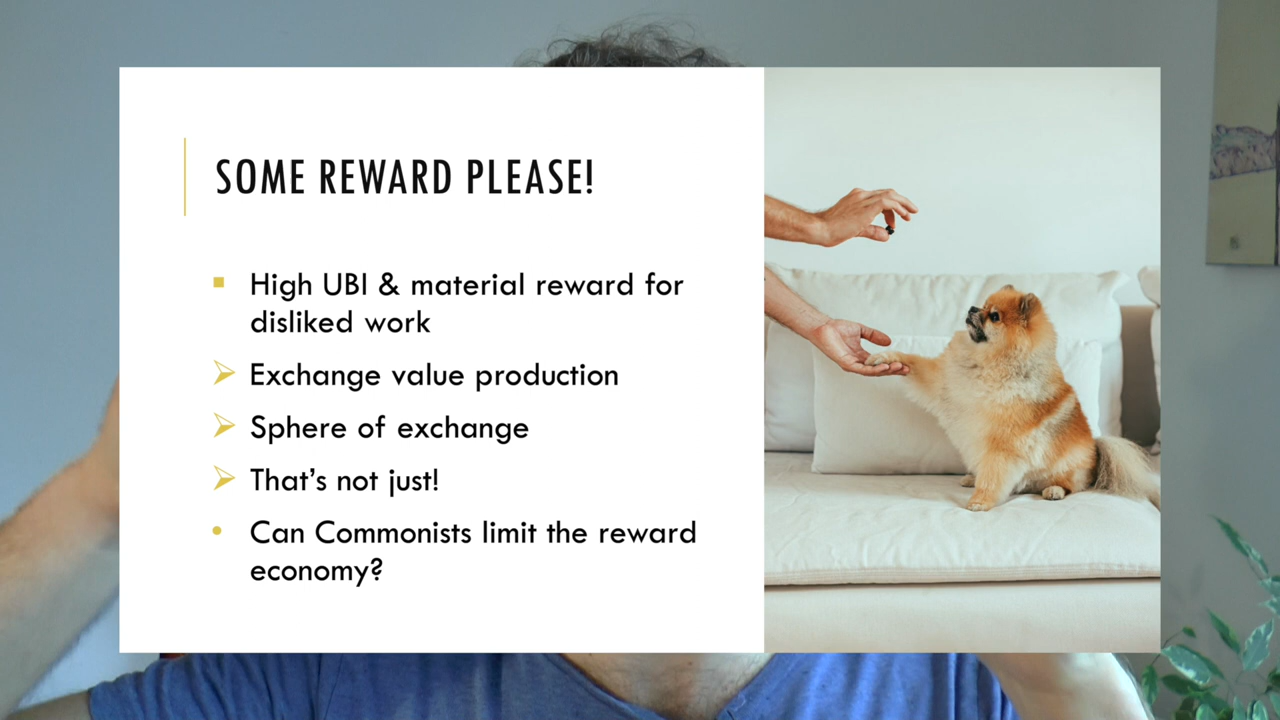 SOME REWARD PLEASE!
High UBI & material reward for
disliked work
Exchange value production
Sphere of exchange
That's not just!
Can Commonists limit the reward
economy?